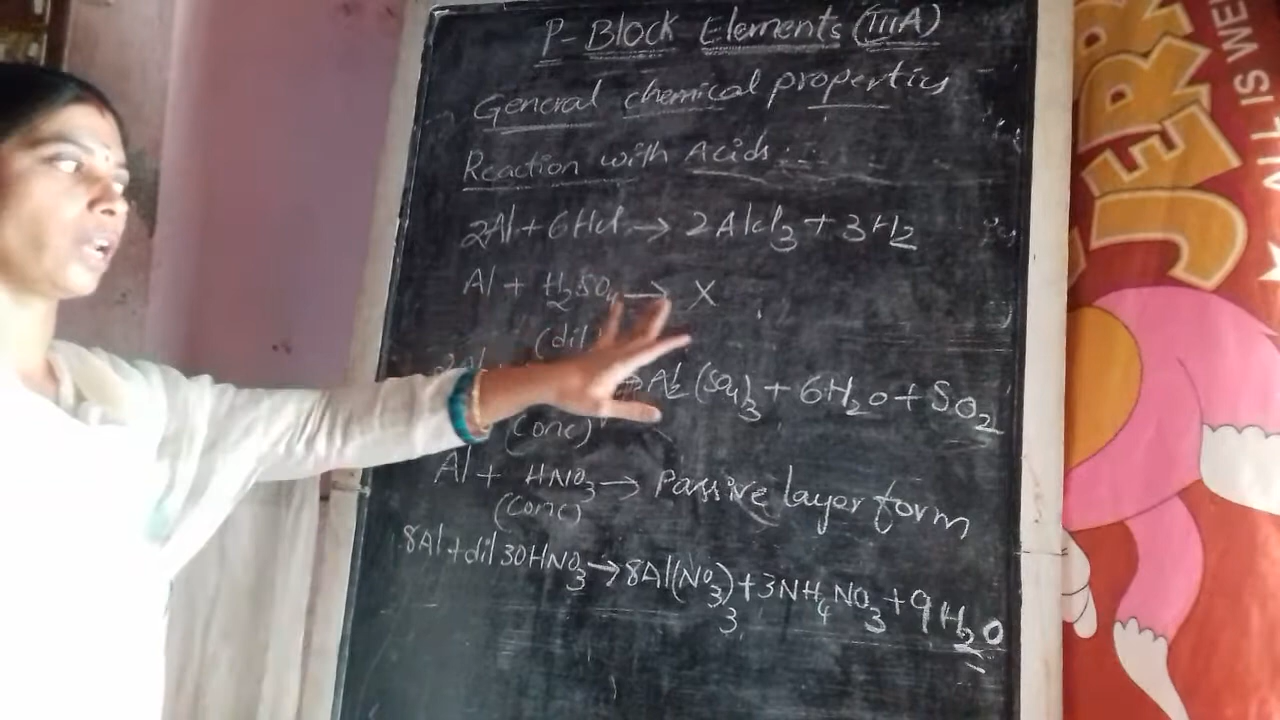 P-Block Elements (IIIA)
General chemical properties
Reaction with Acids:
2Al + 6Hcl → 2Alcl3 + 3H2
Al + H2SO4 → X
(dil
2Al → Al2(SO4)3 + 6H2O + SO2
(conc)
Al + HNO3 → Passive layer form
(conc)
8Al + dil 30HNO3 → 8Al(NO3)3 + 3NH4NO3 + 9H2O
JERR
IS WE